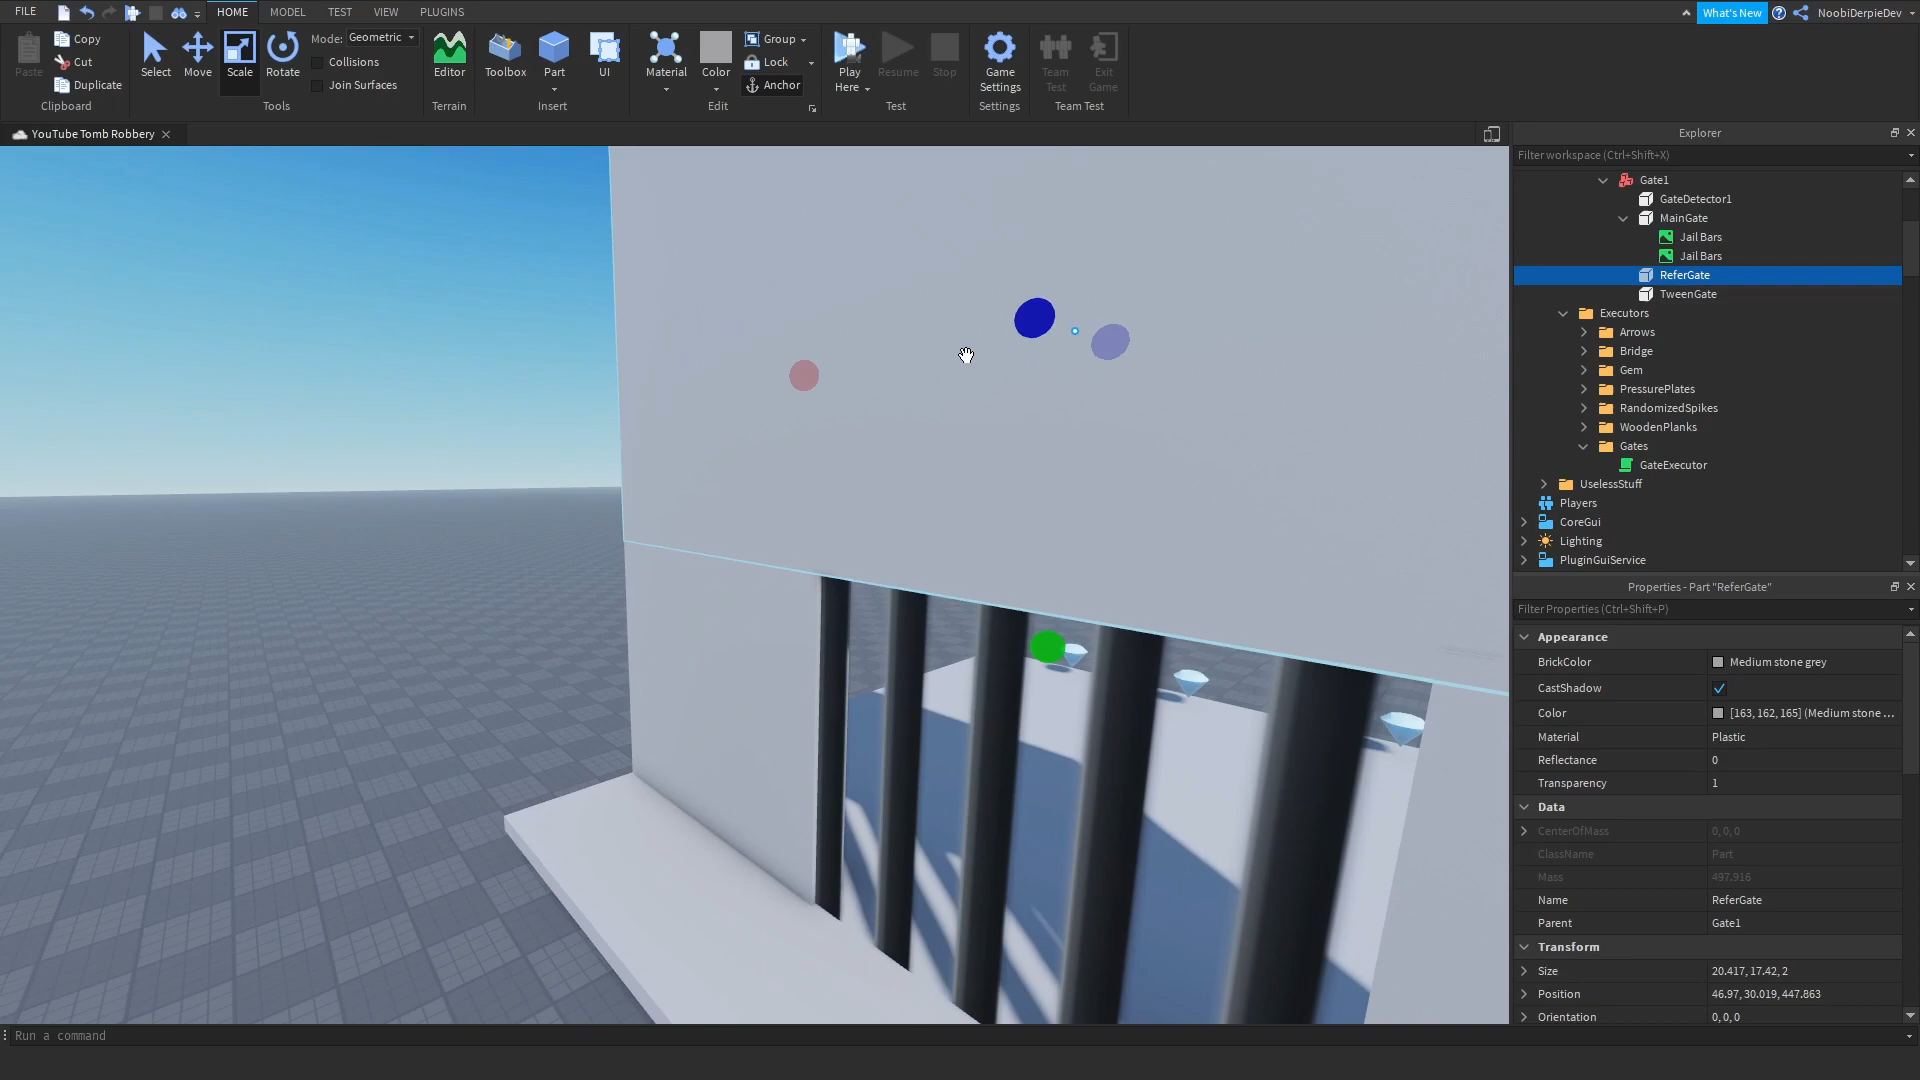 FILE
HOME
MODEL
TEST
VIEW
PLUGINS
What's New
NoobiDerpieDev
Paste
Copy
Cut
Duplicate
Clipboard
Select
Move
Scale
Rotate
Mode: Geometric
Collisions
Join Surfaces
Tools
Editor
Terrain
Toolbox
Part
UI
Insert
Material
Color
Group
Lock
Anchor
Edit
Play
Here
Resume
Stop
Test
Game
Settings
Settings
Team
Test
Exit
Game
Team Test
YouTube Tomb Robbery
Explorer
Filter workspace (Ctrl+Shift+X)
Gate1
GateDetector1
MainGate
Jail Bars
Jail Bars
ReferGate
TweenGate
Executors
Arrows
Bridge
Gem
PressurePlates
RandomizedSpikes
WoodenPlanks
Gates
GateExecutor
UselessStuff
Players
CoreGui
Lighting
PluginGuiService
Properties - Part "ReferGate"
Filter Properties (Ctrl+Shift+P)
Appearance
BrickColor Medium stone grey
CastShadow
Color [163, 162, 165] (Medium stone ...
Material Plastic
Reflectance 0
Transparency 1
Data
CenterOfMass 0, 0, 0
ClassName Part
Mass 497.916
Name ReferGate
Parent Gate1
Transform
Size 20.417, 17.42, 2
Position 46.97, 30.019, 447.863
Orientation 0, 0, 0
Run a command